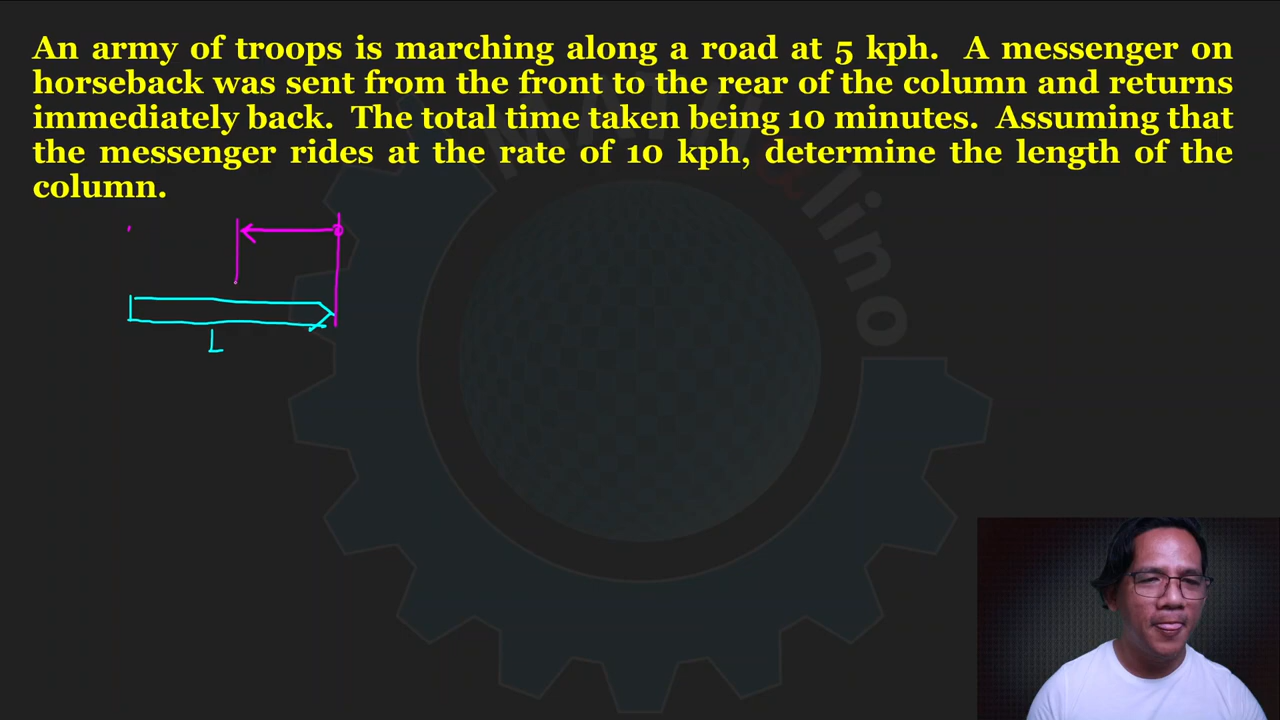 An army of troops is marching along a road at 5 kph. A messenger on
horseback was sent from the front to the rear of the column and returns
immediately back. The total time taken being 10 minutes. Assuming that
the messenger rides at the rate of 10 kph, determine the length of the
column.
L
MATH&lino